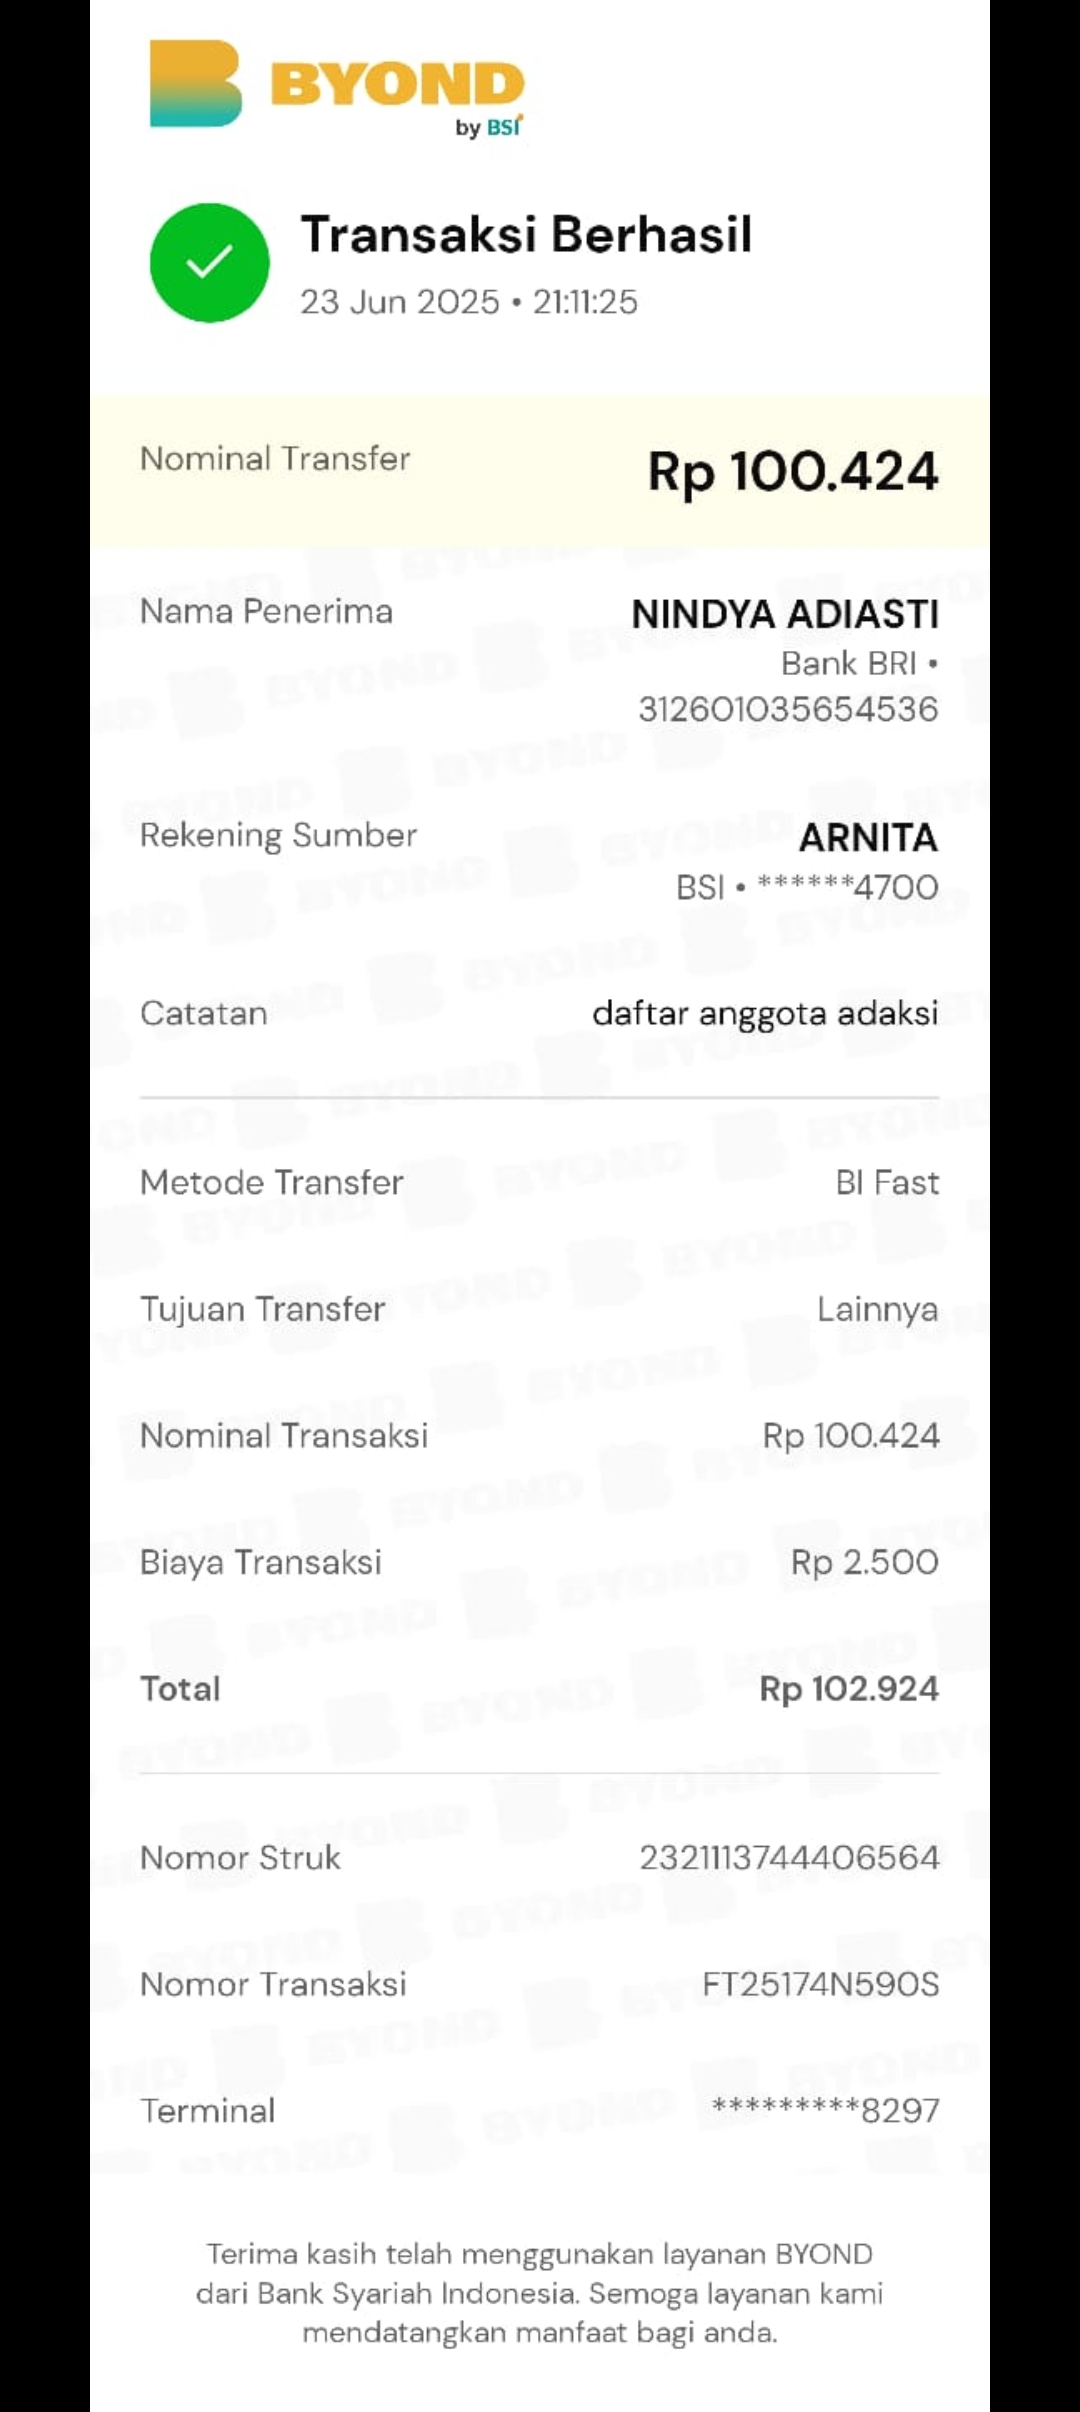 BYOND
by BSI
Transaksi Berhasil
23 Jun 2025 • 21:11:25
Nominal Transfer
Rp 100.424
Nama Penerima
NINDYA ADIASTI
Bank BRI •
312601035654536
Rekening Sumber
ARNITA
BSI • ******4700
Catatan
daftar anggota adaksi
Metode Transfer
BI Fast
Tujuan Transfer
Lainnya
Nominal Transaksi
Rp 100.424
Biaya Transaksi
Rp 2.500
Total
Rp 102.924
Nomor Struk
2321113744406564
Nomor Transaksi
FT25174N590S
Terminal
*********8297
Terima kasih telah menggunakan layanan BYOND
dari Bank Syariah Indonesia. Semoga layanan kami
mendatangkan manfaat bagi anda.